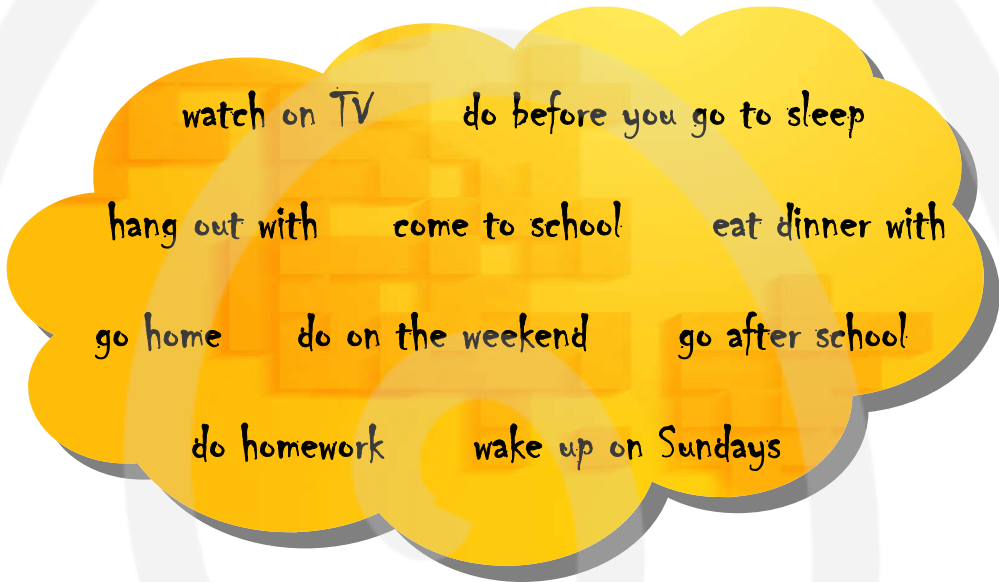 watch on TV do before you go to sleep
hang out with come to school eat dinner with
go home do on the weekend go after school
do homework wake up on Sundays